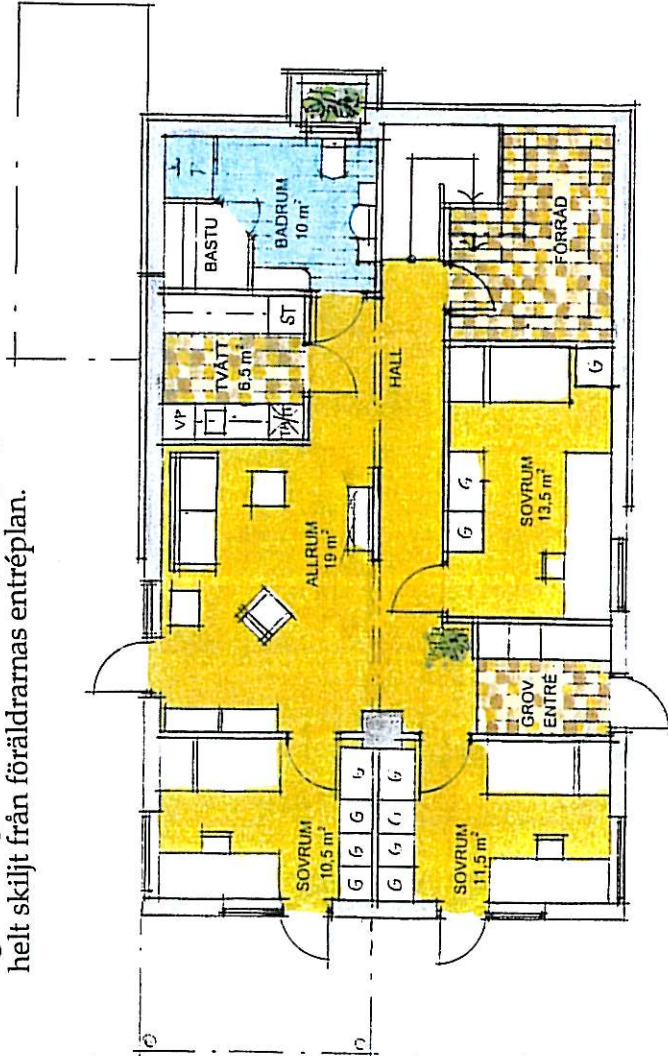 helt skiljt från föräldrarnas entréplan.
VP
TVÄTT
6,5 m²
ST
BASTU
BADRUM
10 m²
ALLRUM
19 m²
HALL
SOVRUM
10,5 m²
G G G G
G G G G
SOVRUM
11,5 m²
GROV
ENTRÉ
G G
SOVRUM
13,5 m²
G
FÖRRÅD